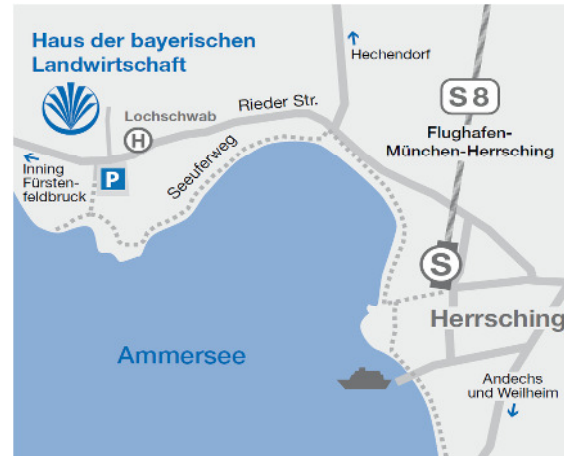 Haus der bayerischen
Landwirtschaft
Hechendorf
S 8
Lochschwab
Rieder Str.
H
Flughafen-
München-Herrsching
Inning
Fürsten-
feldbruck
P
Seeuferweg
S
Herrsching
Ammersee
Andechs
und Weilheim